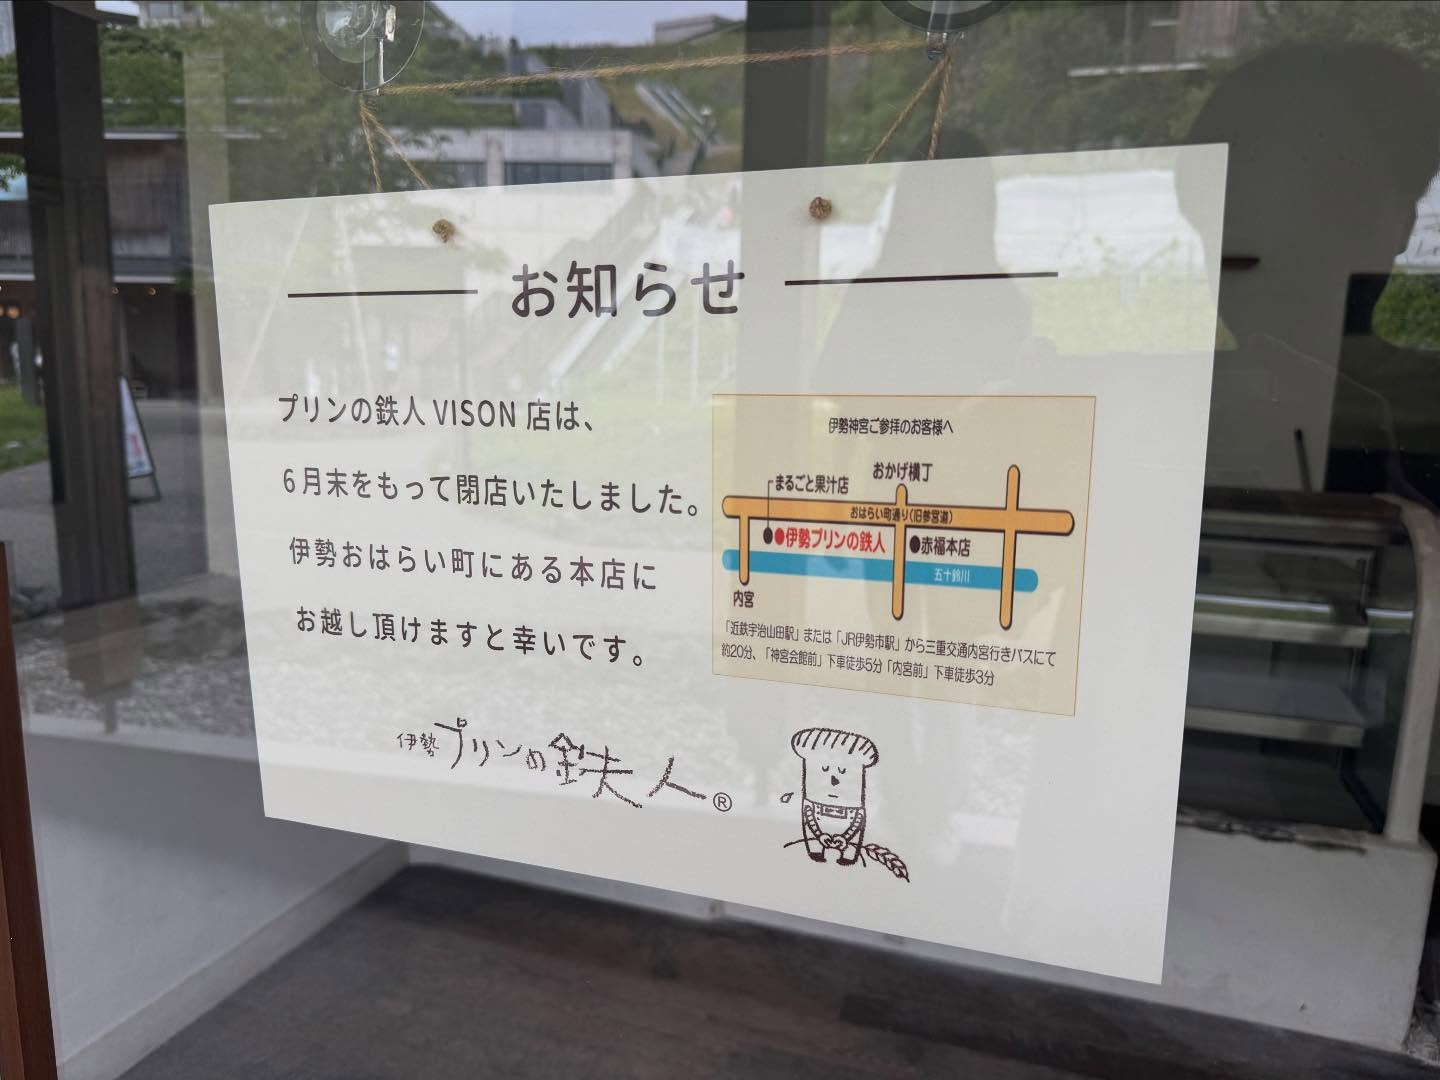 お知らせ
プリンの鉄人 VISON 店は、
6月末をもって閉店いたしました。
伊勢おはらい町にある本店に
お越し頂けますと幸いです。
伊勢神宮ご参拝のお客様へ
おかげ横丁
まるごと果汁店
おはらい町通り(旧参宮道)
●●伊勢プリンの鉄人
●赤福本店
五十鈴川
内宮
「近鉄宇治山田駅」または「JR伊勢市駅」から三重交通内宮行きバスにて
約20分、「神宮会館前」下車徒歩5分「内宮前」下車徒歩3分
伊勢プリンの鉄人®